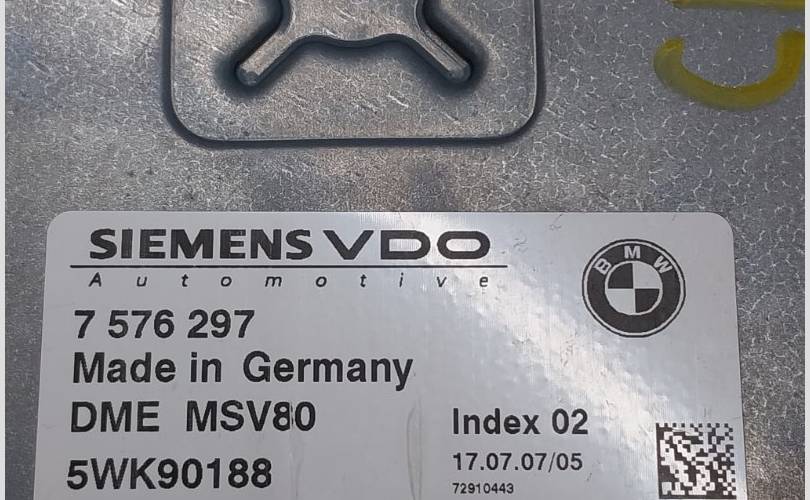 SIEMENS VDO
Automotive
BMW
7 576 297
Made in Germany
DME MSV80
Index 02
5WK90188
17.07.07/05
72910443